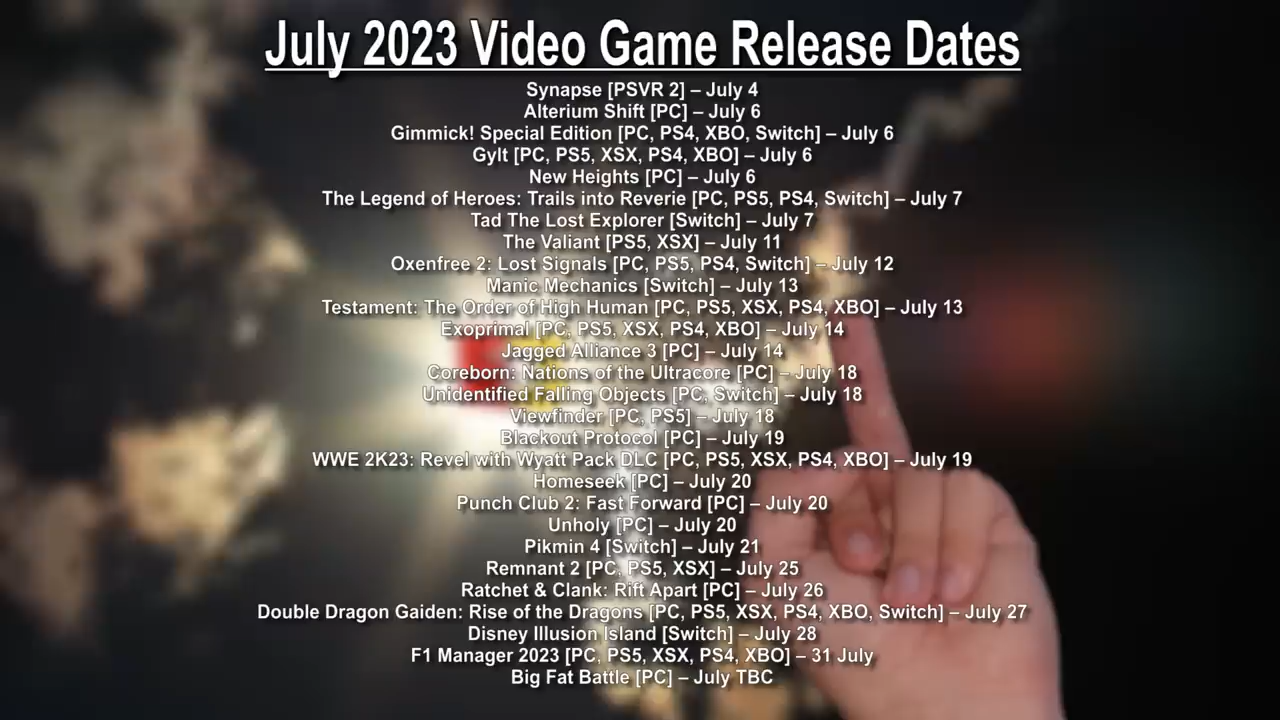 July 2023 Video Game Release Dates
Synapse [PSVR 2] – July 4
Alterium Shift [PC] – July 6
Gimmick! Special Edition [PC, PS4, XBO, Switch] – July 6
Gylt [PC, PS5, XSX, PS4, XBO] – July 6
New Heights [PC] – July 6
The Legend of Heroes: Trails into Reverie [PC, PS5, PS4, Switch] – July 7
Tad The Lost Explorer [Switch] – July 7
The Valiant [PS5, XSX] – July 11
Oxenfree 2: Lost Signals [PC, PS5, PS4, Switch] – July 12
Manic Mechanics [Switch] – July 13
Testament: The Order of High Human [PC, PS5, XSX, PS4, XBO] – July 13
Exoprimal [PC, PS5, XSX, PS4, XBO] – July 14
Jagged Alliance 3 [PC] – July 14
Coreborn: Nations of the Ultracore [PC] – July 18
Unidentified Falling Objects [PC, Switch] – July 18
Viewfinder [PC, PS5] – July 18
Blackout Protocol [PC] – July 19
WWE 2K23: Revel with Wyatt Pack DLC [PC, PS5, XSX, PS4, XBO] – July 19
Homeseek [PC] – July 20
Punch Club 2: Fast Forward [PC] – July 20
Unholy [PC] – July 20
Pikmin 4 [Switch] – July 21
Remnant 2 [PC, PS5, XSX] – July 25
Ratchet & Clank: Rift Apart [PC] – July 26
Double Dragon Gaiden: Rise of the Dragons [PC, PS5, XSX, PS4, XBO, Switch] – July 27
Disney Illusion Island [Switch] – July 28
F1 Manager 2023 [PC, PS5, XSX, PS4, XBO] – 31 July
Big Fat Battle [PC] – July TBC